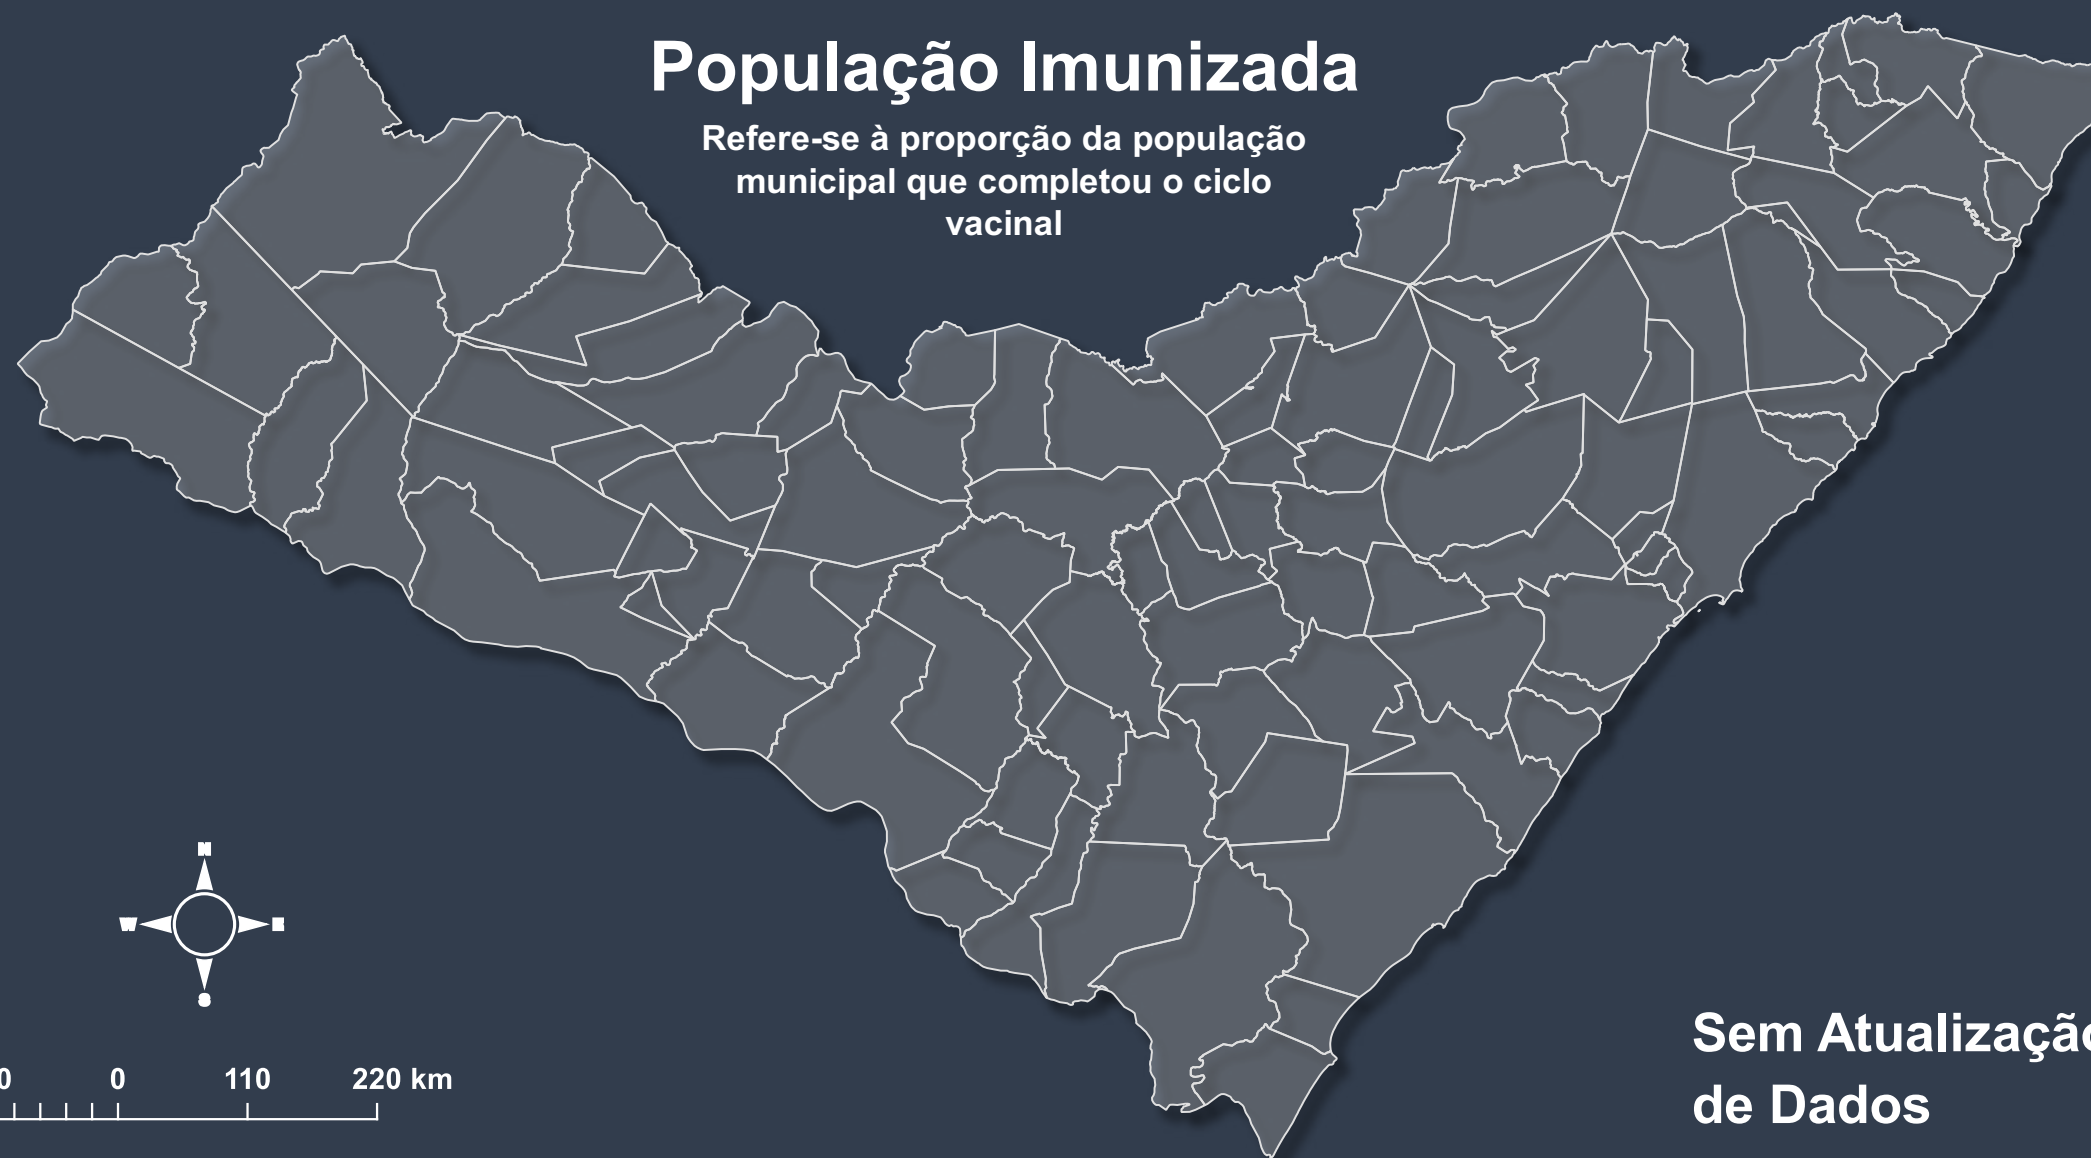 População Imunizada
Refere-se à proporção da população
municipal que completou o ciclo
vacinal
N
W
E
S
0 0 110 220 km
Sem Atualização
de Dados